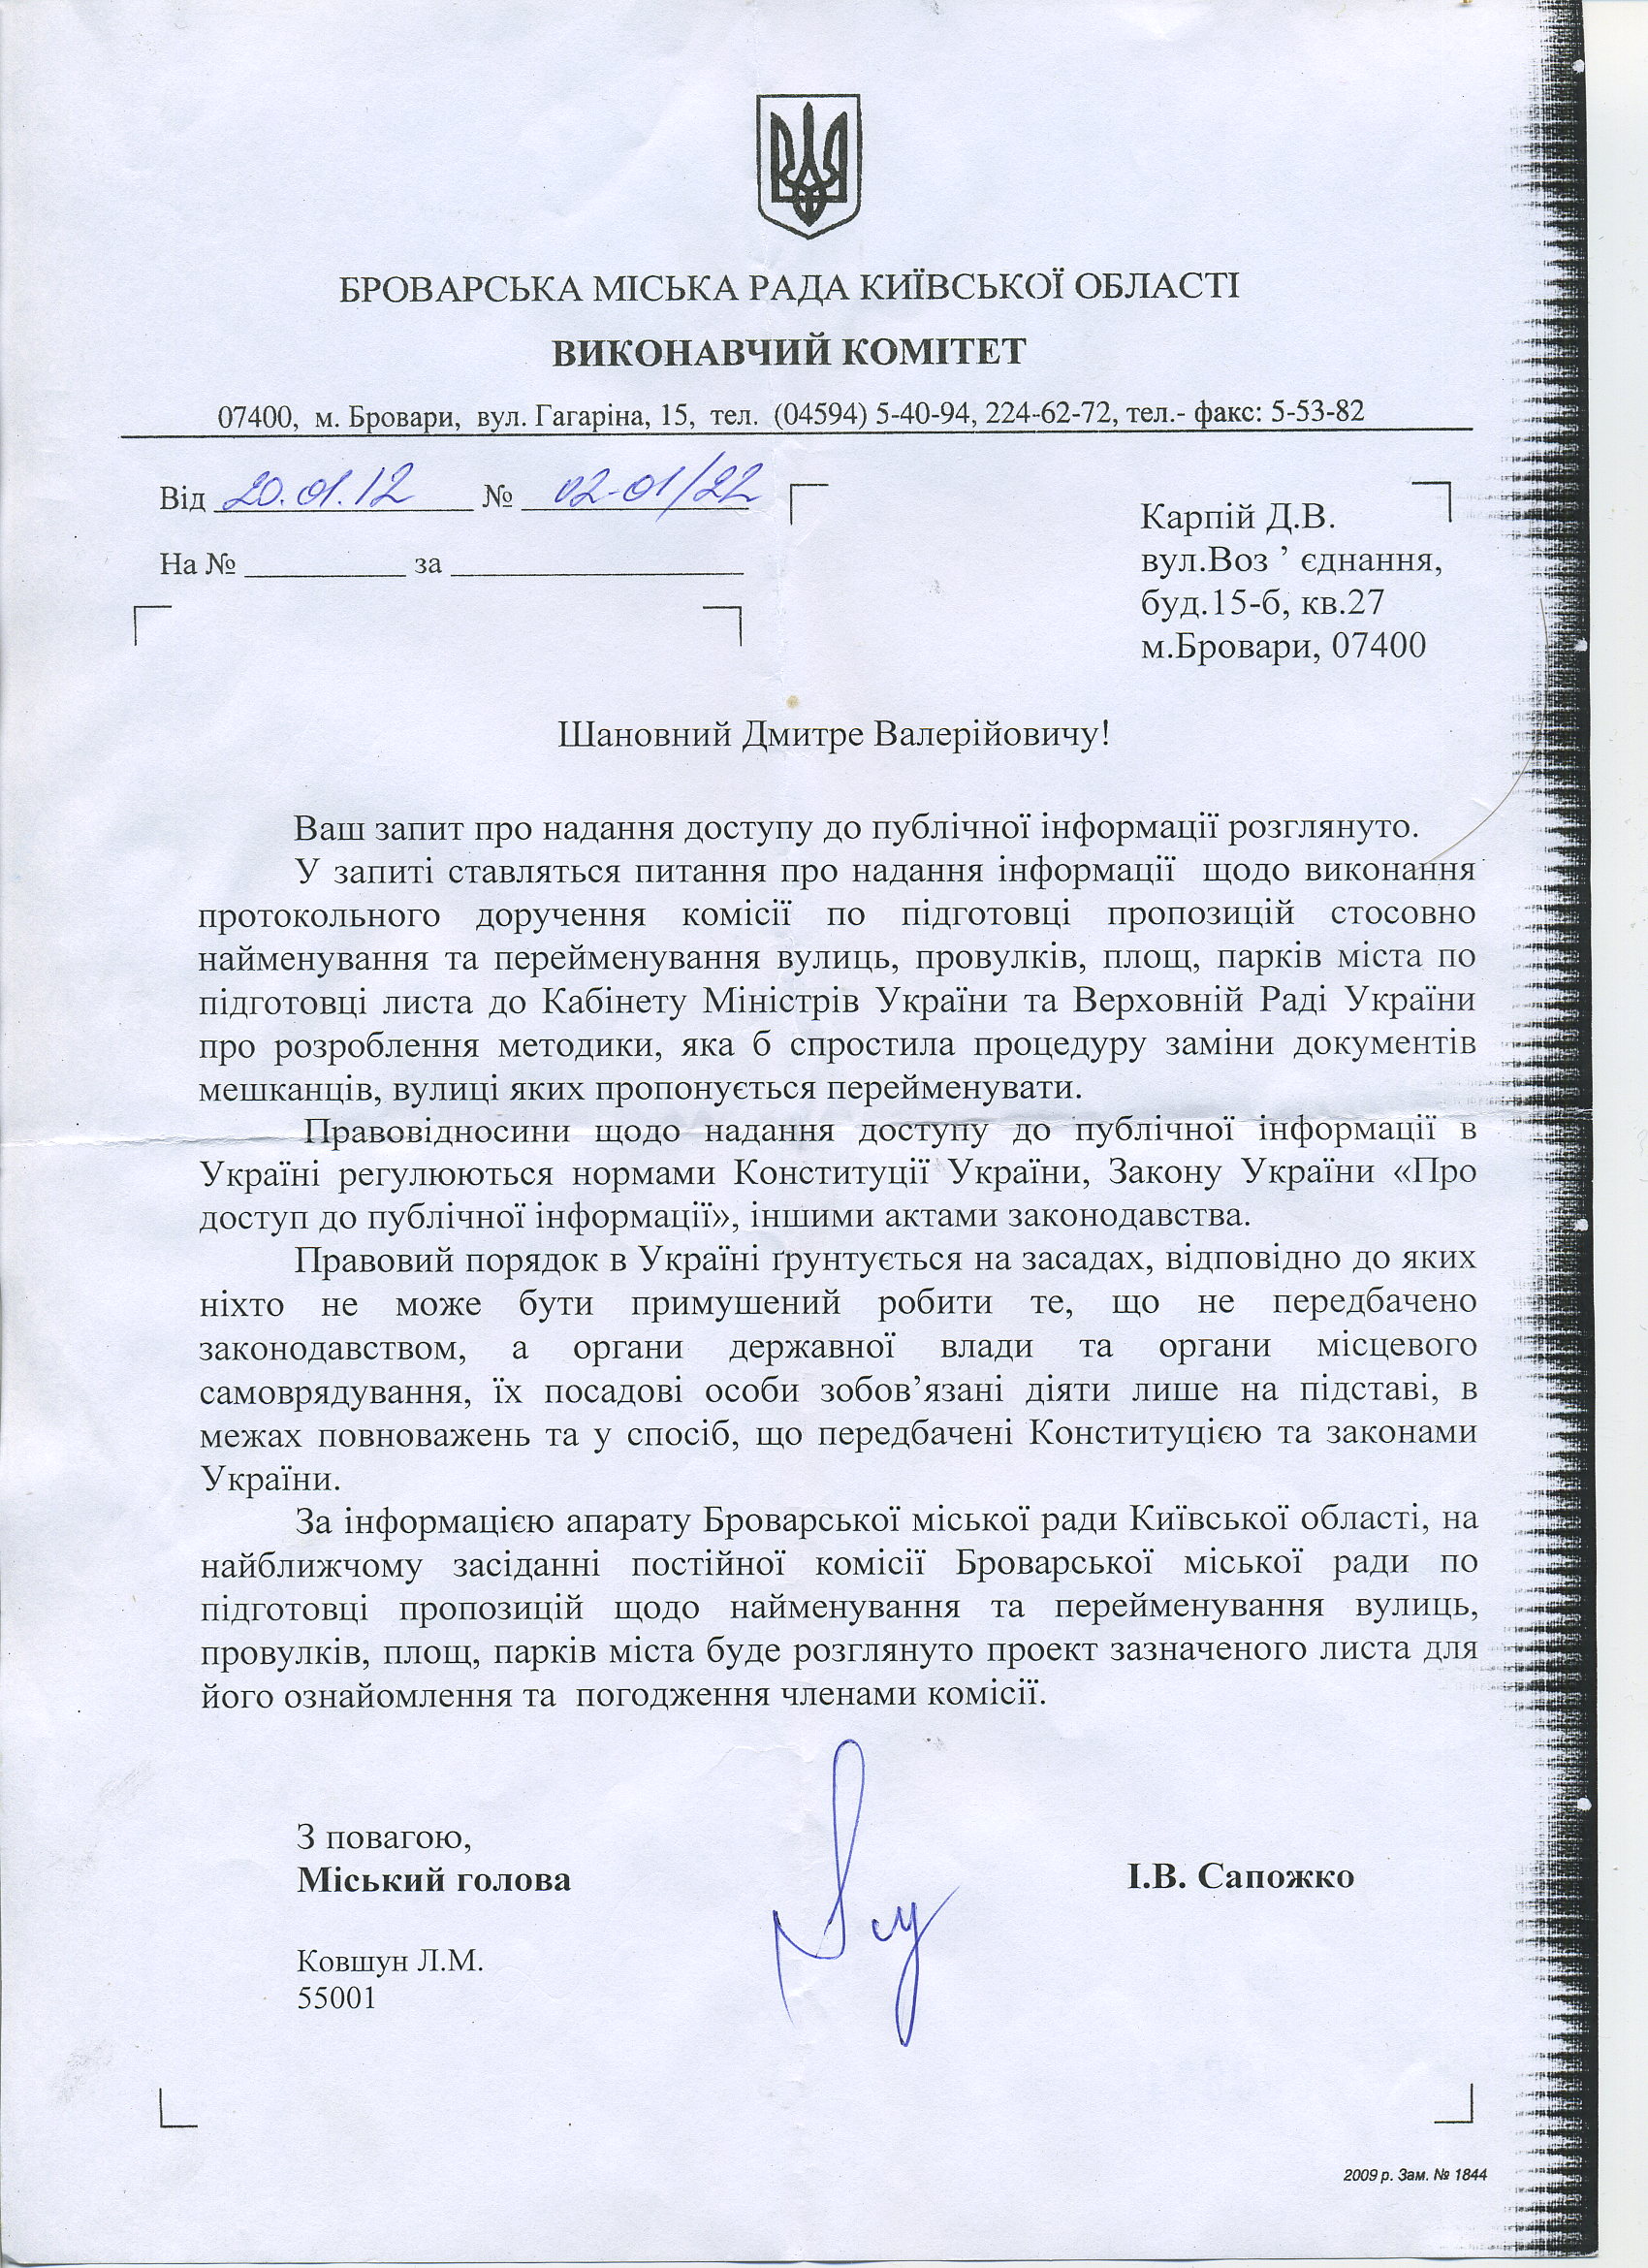 БРОВАРСЬКА МІСЬКА РАДА КИЇВСЬКОЇ ОБЛАСТІ
ВИКОНАВЧИЙ КОМІТЕТ
07400, м. Бровари, вул. Гагаріна, 15, тел. (04594) 5-40-94, 224-62-72, тел.- факс: 5-53-82
Від 20.01.12 № 02-01/22
На № ___________ за ____________________
Карпій Д.В.
вул.Воз ’ єднання,
буд.15-б, кв.27
м.Бровари, 07400
Шановний Дмитре Валерійовичу!
Ваш запит про надання доступу до публічної інформації розглянуто.
У запиті ставляться питання про надання інформації щодо виконання
протокольного доручення комісії по підготовці пропозицій стосовно
найменування та перейменування вулиць, провулків, площ, парків міста по
підготовці листа до Кабінету Міністрів України та Верховній Раді України
про розроблення методики, яка б спростила процедуру заміни документів
мешканців, вулиці яких пропонується перейменувати.
Правовідносини щодо надання доступу до публічної інформації в
Україні регулюються нормами Конституції України, Закону України «Про
доступ до публічної інформації», іншими актами законодавства.
Правовий порядок в Україні ґрунтується на засадах, відповідно до яких
ніхто не може бути примушений робити те, що не передбачено
законодавством, а органи державної влади та органи місцевого
самоврядування, їх посадові особи зобов’язані діяти лише на підставі, в
межах повноважень та у спосіб, що передбачені Конституцією та законами
України.
За інформацією апарату Броварської міської ради Київської області, на
найближчому засіданні постійної комісії Броварської міської ради по
підготовці пропозицій щодо найменування та перейменування вулиць,
провулків, площ, парків міста буде розглянуто проект зазначеного листа для
його ознайомлення та погодження членами комісії.
З повагою,
Міський голова І.В. Сапожко
Ковшун Л.М.
55001
2009 р. Зам. № 1844